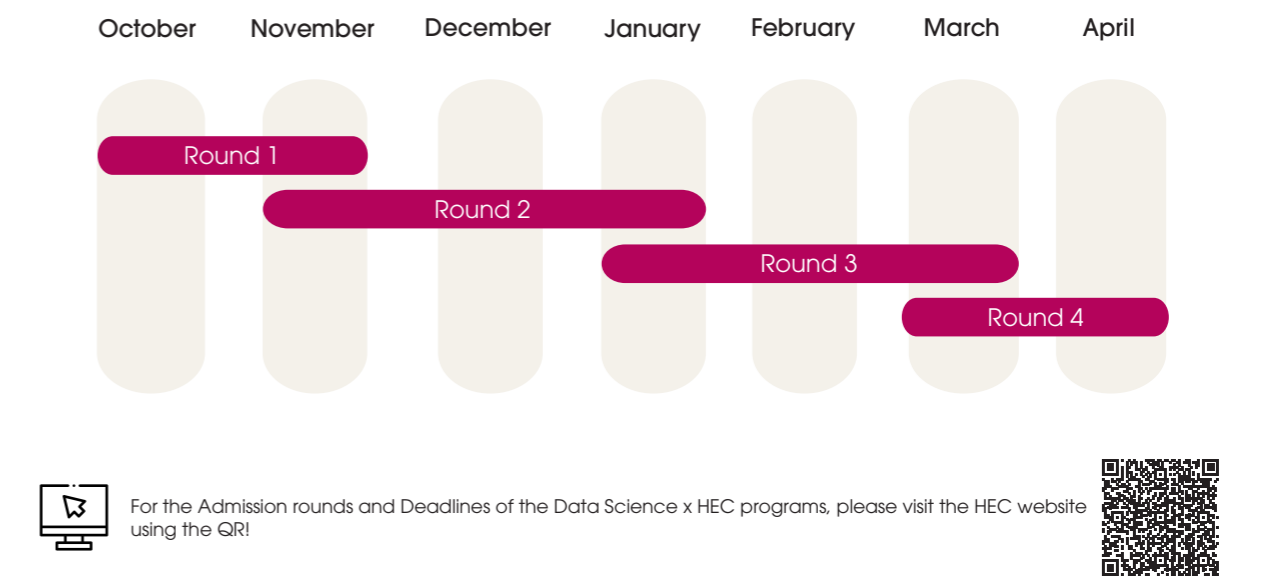 October November December January February March April
Round 1
Round 2
Round 3
Round 4
For the Admission rounds and Deadlines of the Data Science x HEC programs, please visit the HEC website
using the QR!